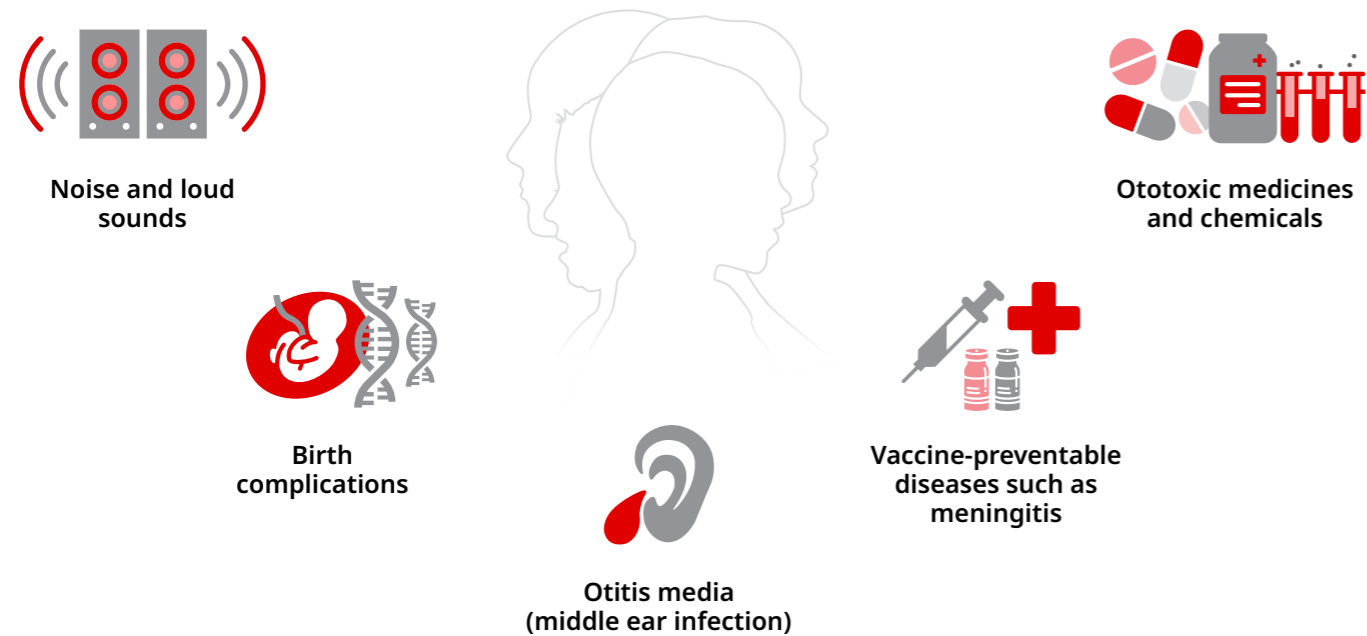 Noise and loud
sounds
Ototoxic medicines
and chemicals
Birth
complications
Vaccine-preventable
diseases such as
meningitis
Otitis media
(middle ear infection)